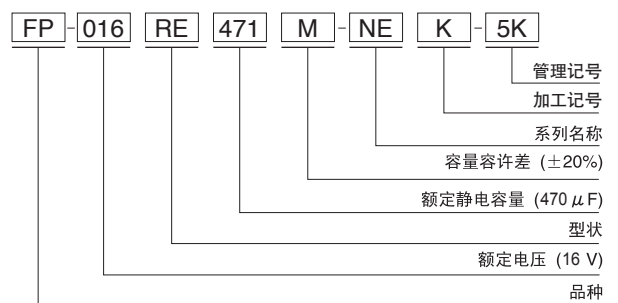 FP-016 RE 471 M-NE K-5K
管理记号
加工记号
系列名称
容量容许差 (±20%)
额定静电容量 (470 μF)
型状
额定电压 (16 V)
品种